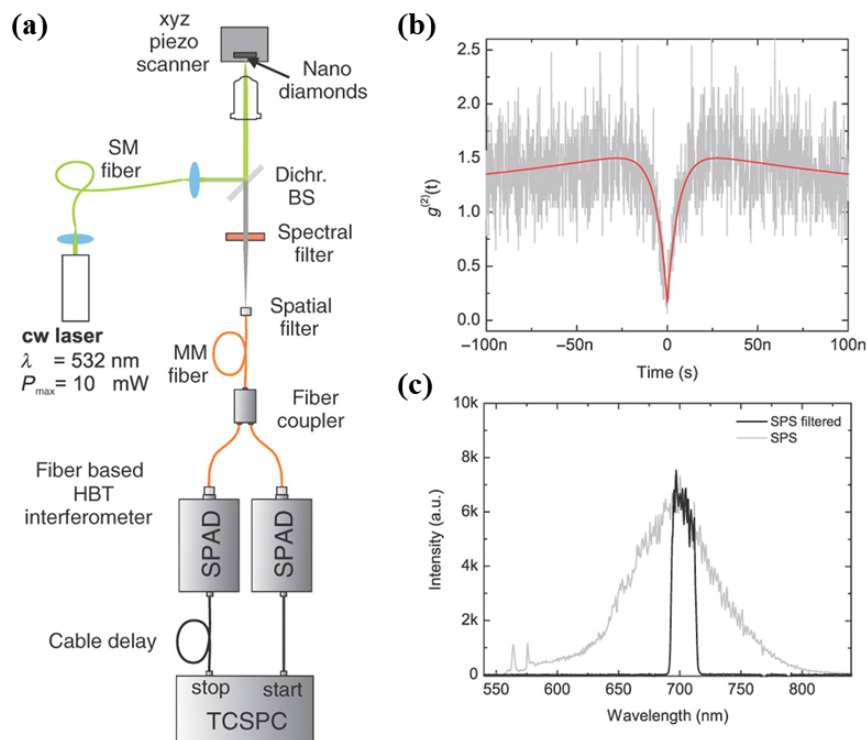 (a)
xyz
piezo
scanner
Nano
diamonds
SM
fiber
Dichr.
BS
Spectral
filter
cw laser
λ = 532 nm
Pmax= 10 mW
Spatial
filter
MM
fiber
Fiber
coupler
Fiber based
HBT
interferometer
SPAD
SPAD
Cable delay
stop
start
TCSPC
(b)
g(2)(t)
2.5
2.0
1.5
1.0
0.5
0.0
-100n
-50n
0
50n
100n
Time (s)
(c)
Intensity (a.u.)
10k
8k
6k
4k
2k
0
SPS filtered
SPS
550
600
650
700
750
800
Wavelength (nm)